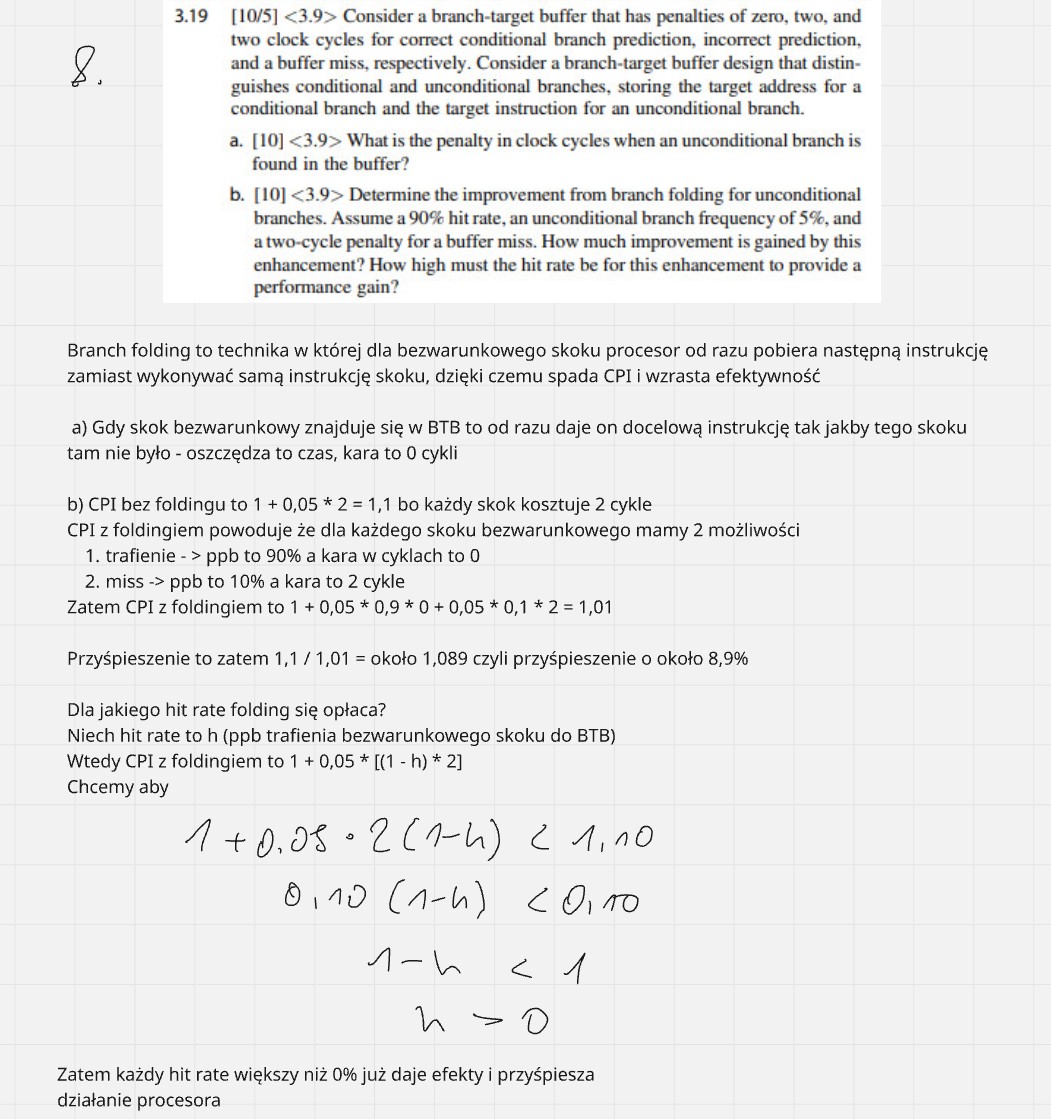 8.
3.19 [10/5] <3.9> Consider a branch-target buffer that has penalties of zero, two, and
two clock cycles for correct conditional branch prediction, incorrect prediction,
and a buffer miss, respectively. Consider a branch-target buffer design that distin-
guishes conditional and unconditional branches, storing the target address for a
conditional branch and the target instruction for an unconditional branch.
a. [10] <3.9> What is the penalty in clock cycles when an unconditional branch is
found in the buffer?
b. [10] <3.9> Determine the improvement from branch folding for unconditional
branches. Assume a 90% hit rate, an unconditional branch frequency of 5%, and
a two-cycle penalty for a buffer miss. How much improvement is gained by this
enhancement? How high must the hit rate be for this enhancement to provide a
performance gain?
Branch folding to technika w której dla bezwarunkowego skoku procesor od razu pobiera następną instrukcję
zamiast wykonywać samą instrukcję skoku, dzięki czemu spada CPI i wzrasta efektywność
a) Gdy skok bezwarunkowy znajduje się w BTB to od razu daje on docelową instrukcję tak jakby tego skoku
tam nie było - oszczędza to czas, kara to 0 cykli
b) CPI bez foldingu to 1 + 0,05 * 2 = 1,1 bo każdy skok kosztuje 2 cykle
CPI z foldingiem powoduje że dla każdego skoku bezwarunkowego mamy 2 możliwości
1. trafienie - > ppb to 90% a kara w cyklach to 0
2. miss -> ppb to 10% a kara to 2 cykle
Zatem CPI z foldingiem to 1 + 0,05 * 0,9 * 0 + 0,05 * 0,1 * 2 = 1,01
Przyśpieszenie to zatem 1,1 / 1,01 = około 1,089 czyli przyśpieszenie o około 8,9%
Dla jakiego hit rate folding się opłaca?
Niech hit rate to h (ppb trafienia bezwarunkowego skoku do BTB)
Wtedy CPI z foldingiem to 1 + 0,05 * [(1 - h) * 2]
Chcemy aby
1 + 0,05 · 2 (1-h) < 1,10
0,10 (1-h) < 0,10
1-h < 1
h > 0
Zatem każdy hit rate większy niż 0% już daje efekty i przyśpiesza
działanie procesora